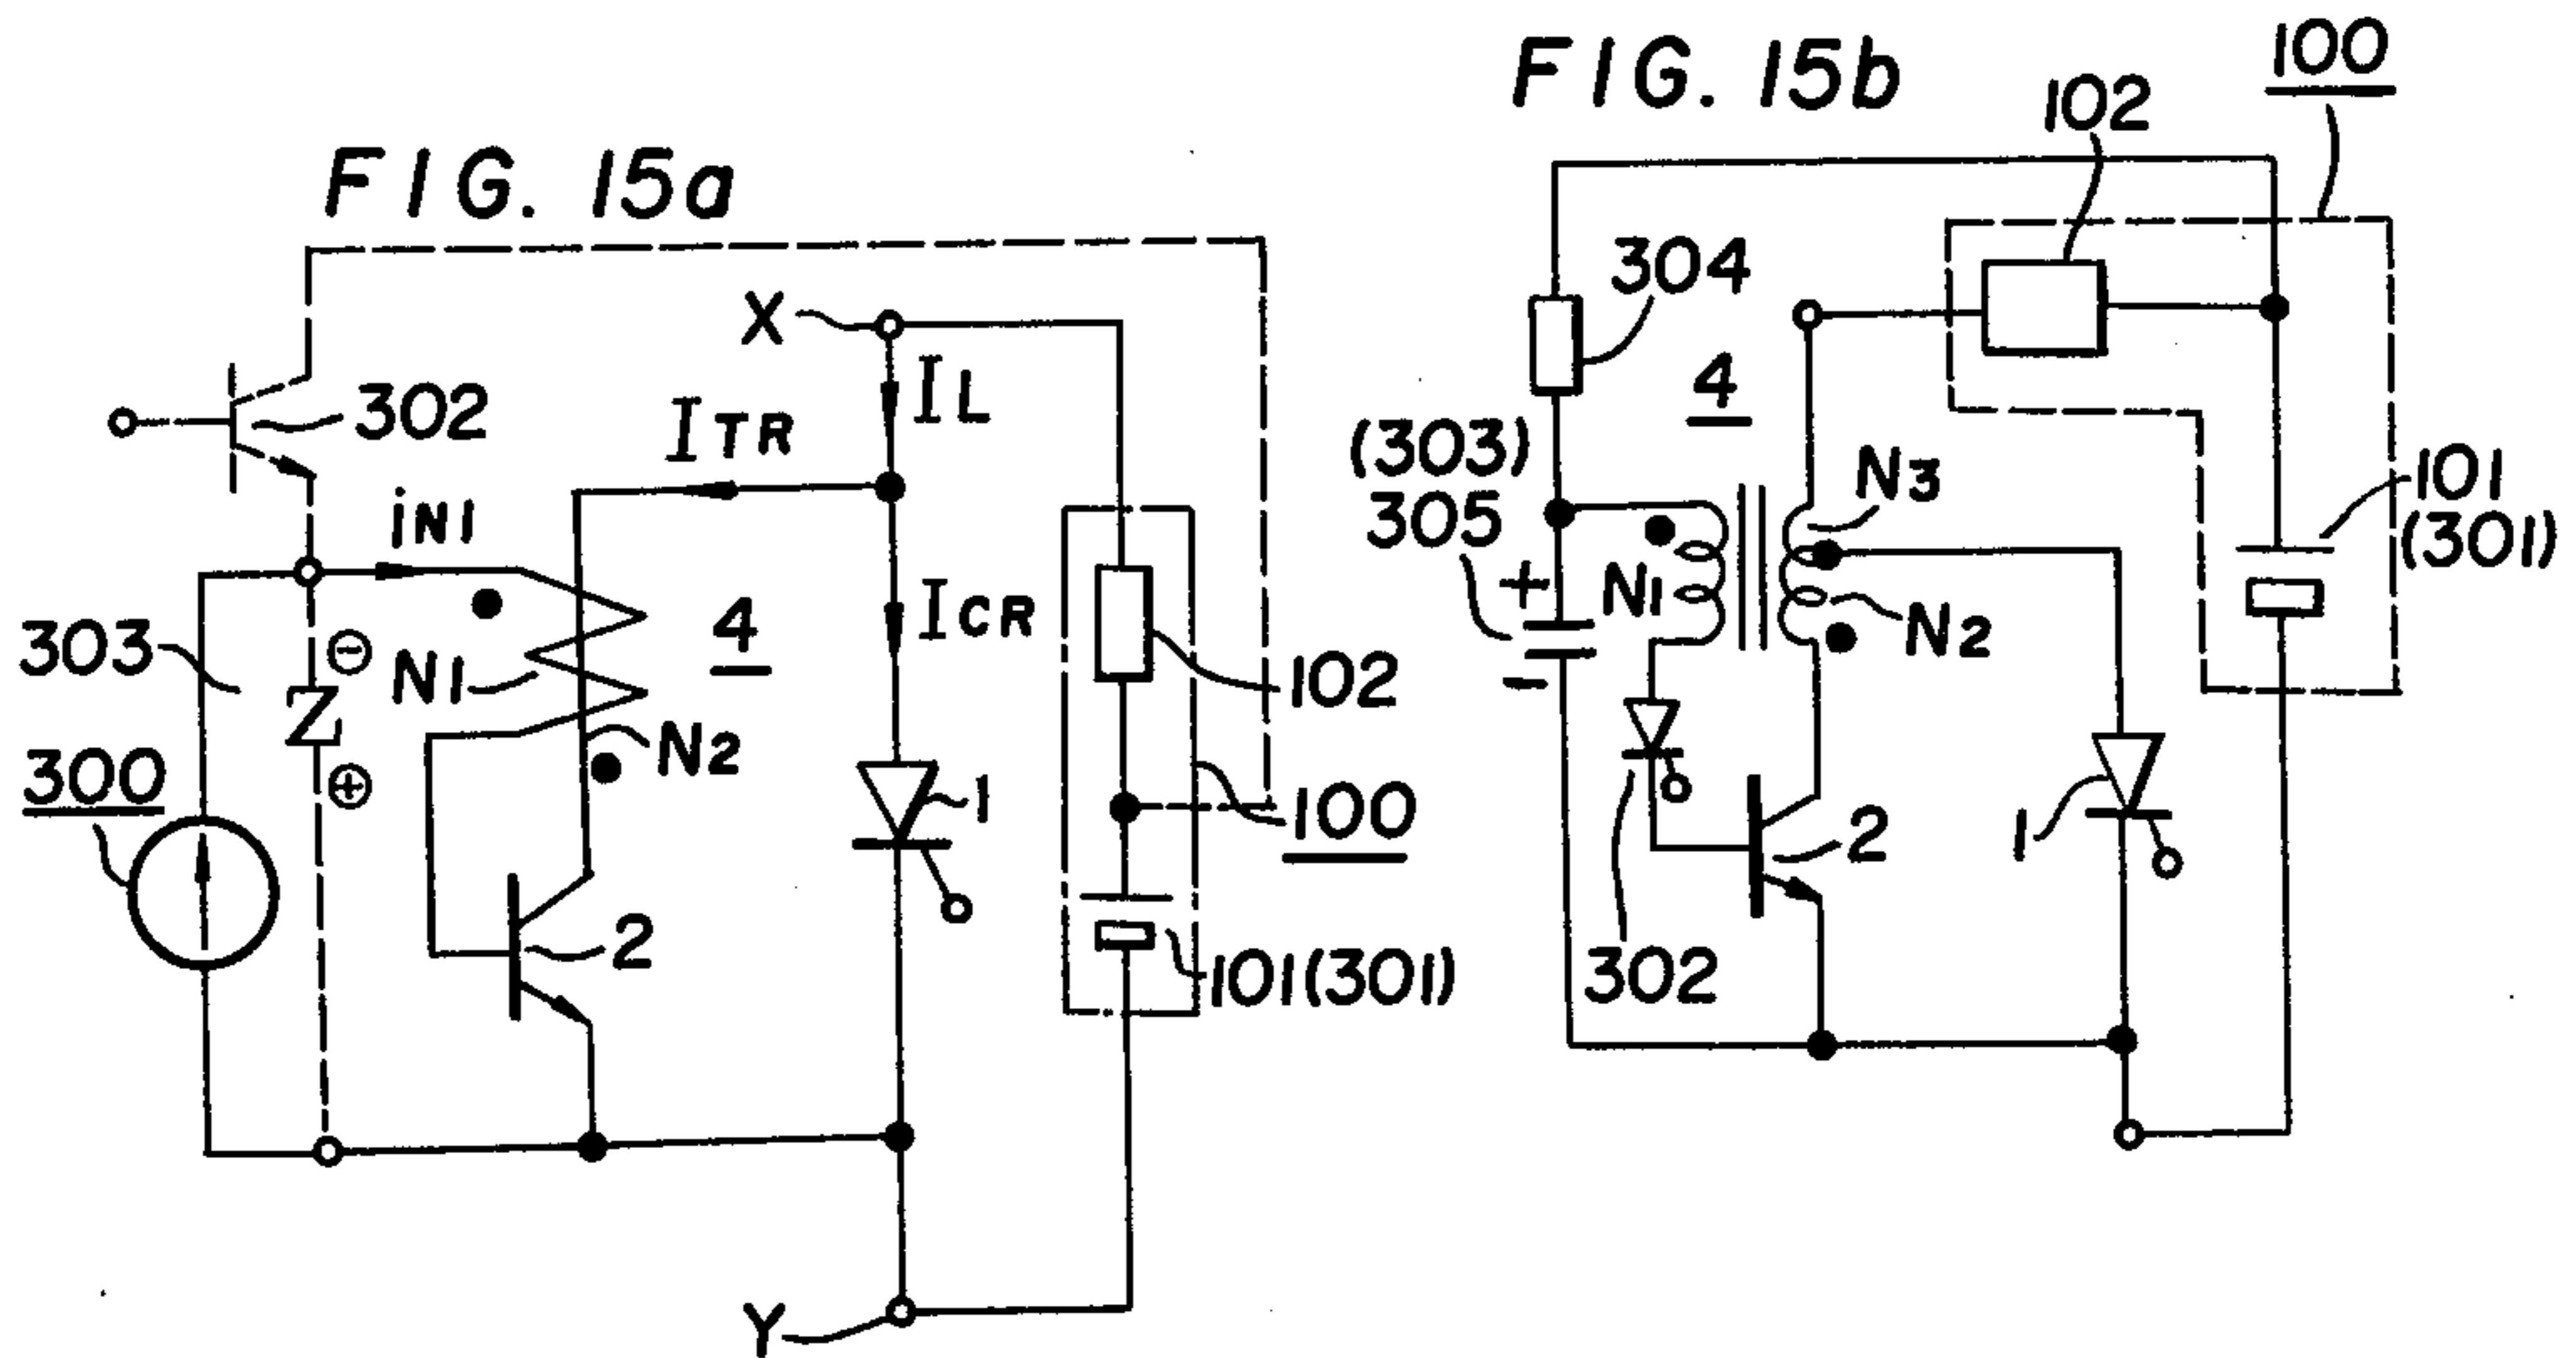 FIG. 15a
X
IL
302
ITR
iN1
ICR
303
−
N1
4
102
N2
300
+
1
100
2
101(301)
Y
FIG. 15b
100
102
304
4
(303)
305
N3
101
(301)
+
N1
N2
−
2
1
302